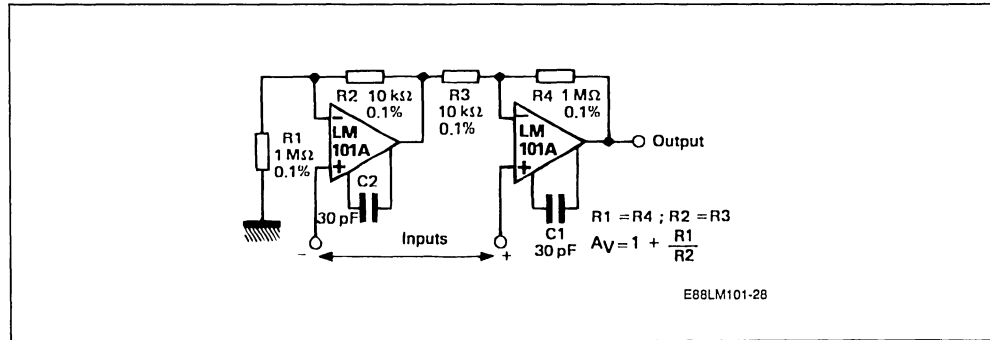 R2
10 kΩ
0.1%
R3
10 kΩ
0.1%
R4
1 MΩ
0.1%
R1
1 MΩ
0.1%
−
LM
101A
+
C2
30 pF
−
LM
101A
+
C1
30 pF
Output
− Inputs +
R1 = R4 ; R2 = R3
AV = 1 + R1
R2
E88LM101-28